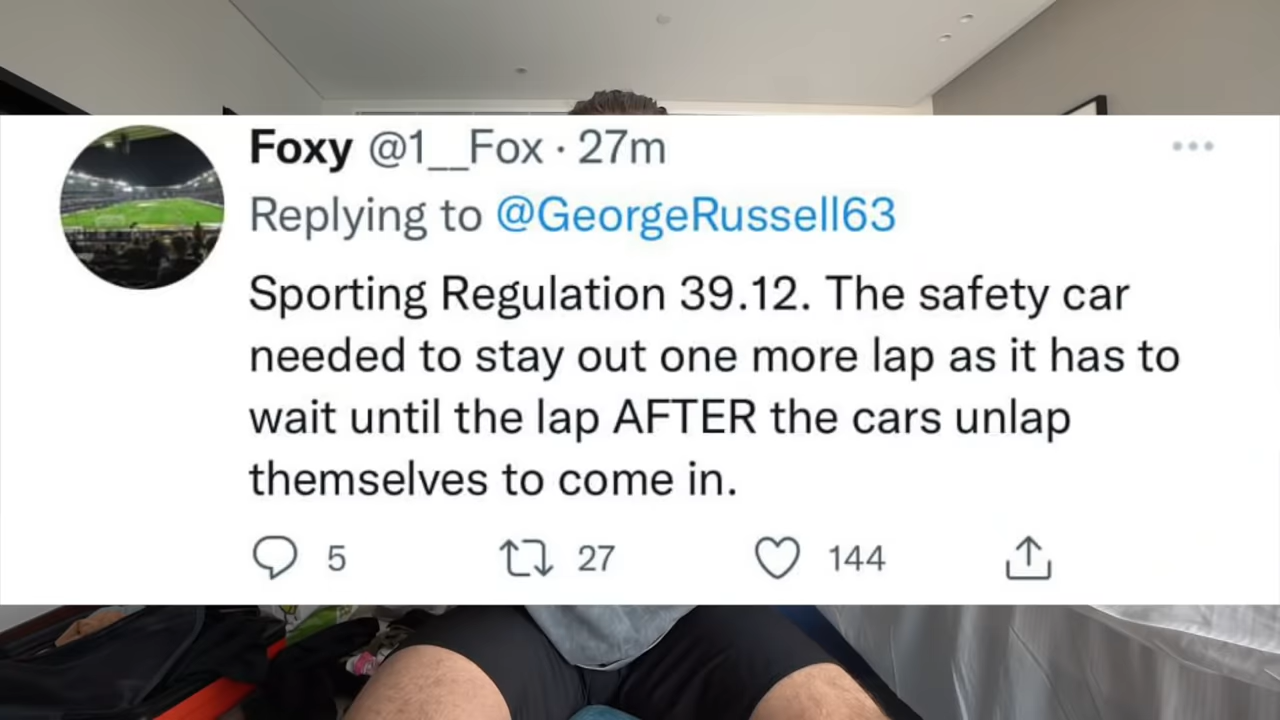 Foxy @1__Fox · 27m
Replying to @GeorgeRussell63
Sporting Regulation 39.12. The safety car
needed to stay out one more lap as it has to
wait until the lap AFTER the cars unlap
themselves to come in.
5 27 144